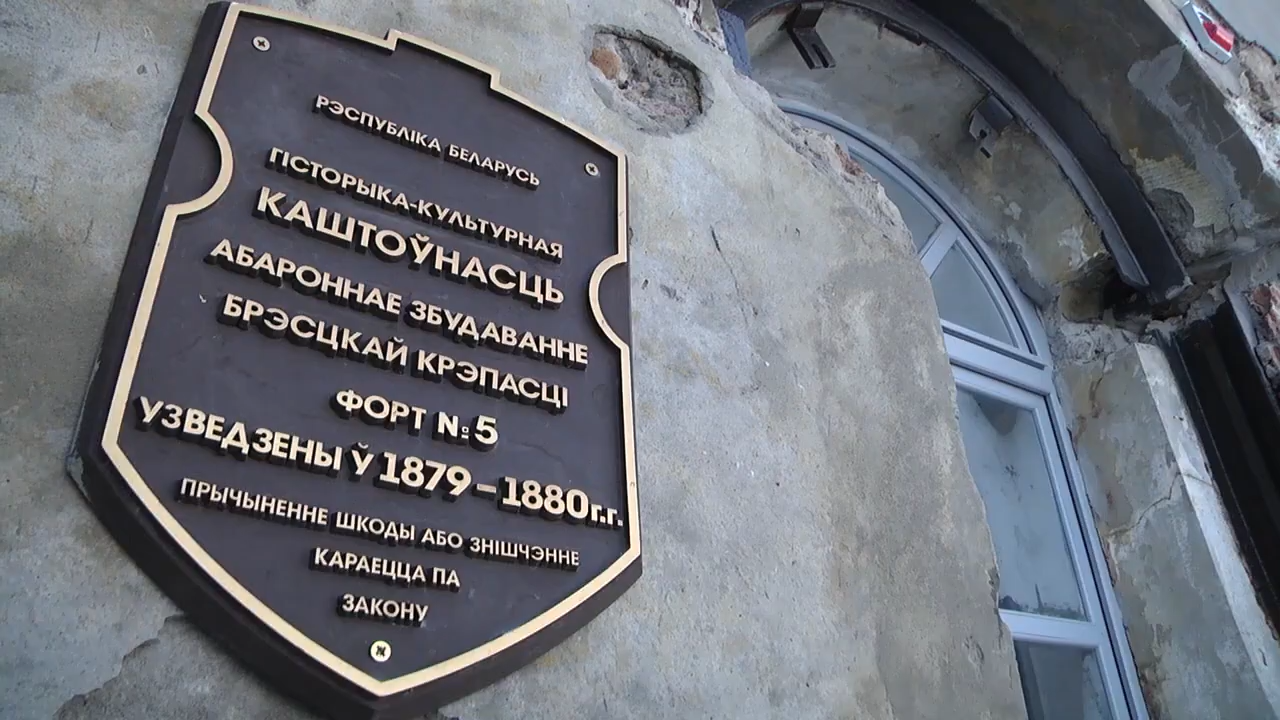 РЭСПУБЛІКА БЕЛАРУСЬ
ГІСТОРЫКА-КУЛЬТУРНАЯ
КАШТОЎНАСЦЬ
АБАРОННАЕ ЗБУДАВАННЕ
БРЭСЦКАЙ КРЭПАСЦІ
ФОРТ №5
УЗВЕДЗЕНЫ Ў 1879–1880г.г.
ПРЫЧЫНЕННЕ ШКОДЫ АБО ЗНІШЧЭННЕ
КАРАЕЦЦА ПА
ЗАКОНУ